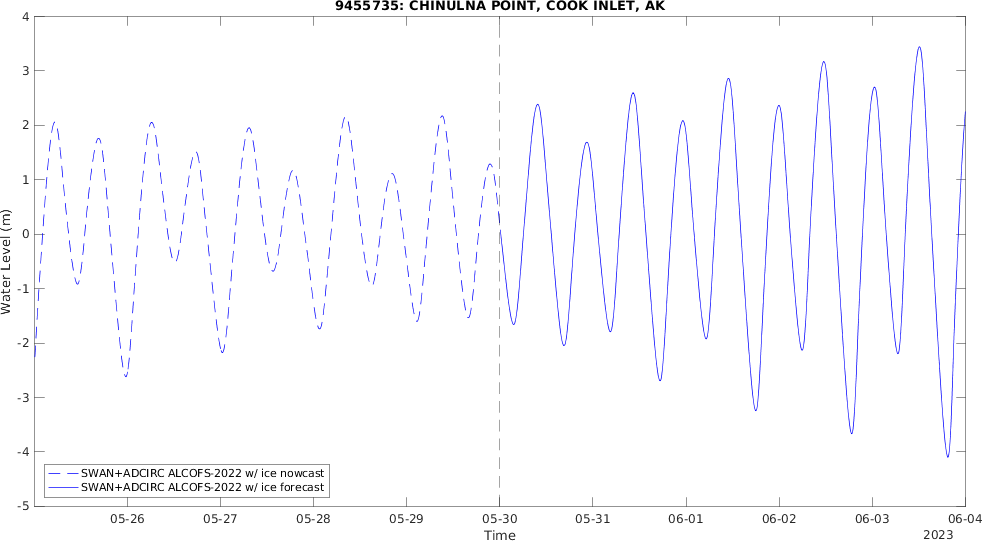 9455735: CHINULNA POINT, COOK INLET, AK
4
3
2
1
0
-1
-2
-3
-4
-5
Water Level (m)
SWAN+ADCIRC ALCOFS-2022 w/ ice nowcast
SWAN+ADCIRC ALCOFS-2022 w/ ice forecast
05-26 05-27 05-28 05-29 05-30 05-31 06-01 06-02 06-03 06-04
Time
2023